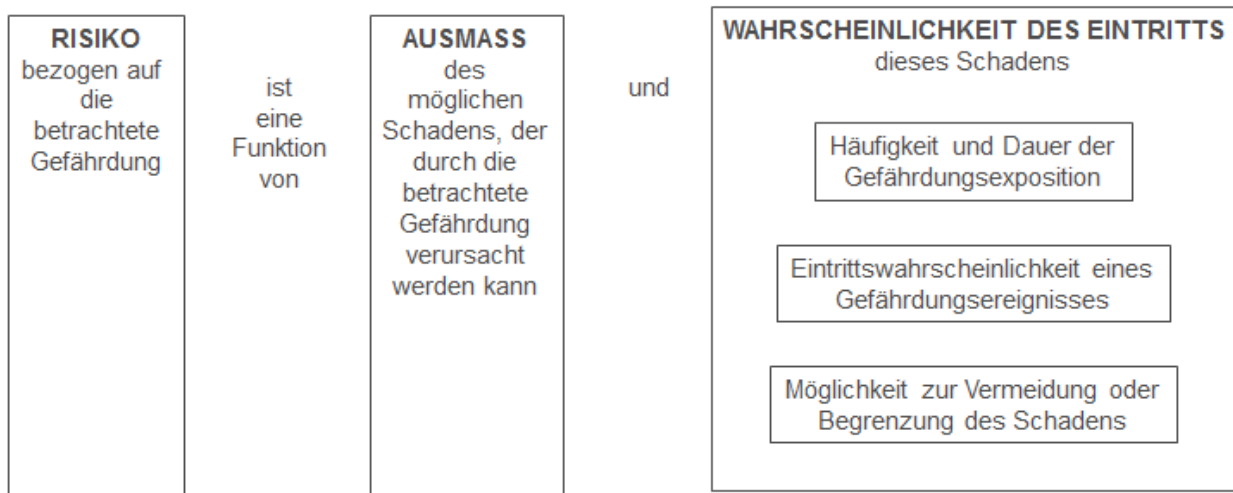 RISIKO
bezogen auf
die
betrachtete
Gefährdung
ist
eine
Funktion
von
AUSMASS
des
möglichen
Schadens, der
durch die
betrachtete
Gefährdung
verursacht
werden kann
und
WAHRSCHEINLICHKEIT DES EINTRITTS
dieses Schadens
Häufigkeit und Dauer der
Gefährdungsexposition
Eintrittswahrscheinlichkeit eines
Gefährdungsereignisses
Möglichkeit zur Vermeidung oder
Begrenzung des Schadens